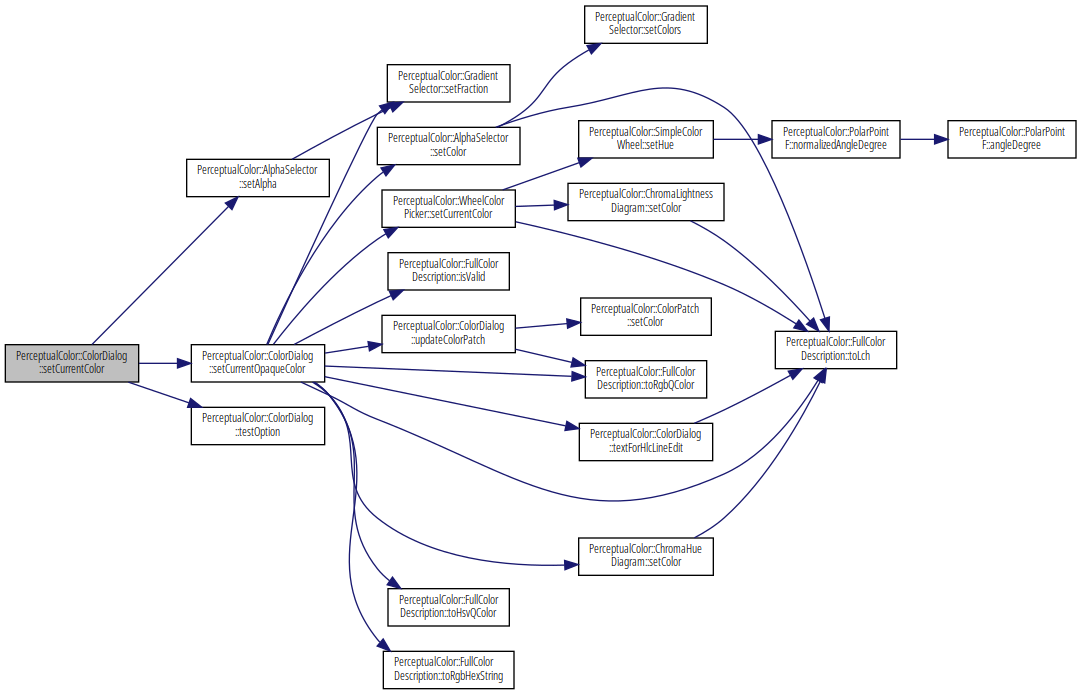 PerceptualColor::ColorDialog
::setCurrentColor
PerceptualColor::AlphaSelector
::setAlpha
PerceptualColor::ColorDialog
::setCurrentOpaqueColor
PerceptualColor::ColorDialog
::testOption
PerceptualColor::Gradient
Selector::setFraction
PerceptualColor::AlphaSelector
::setColor
PerceptualColor::WheelColor
Picker::setCurrentColor
PerceptualColor::FullColor
Description::isValid
PerceptualColor::ColorDialog
::updateColorPatch
PerceptualColor::FullColor
Description::toHsvQColor
PerceptualColor::FullColor
Description::toRgbHexString
PerceptualColor::Gradient
Selector::setColors
PerceptualColor::SimpleColor
Wheel::setHue
PerceptualColor::ChromaLightness
Diagram::setColor
PerceptualColor::ColorPatch
::setColor
PerceptualColor::FullColor
Description::toRgbQColor
PerceptualColor::ColorDialog
::textForHlcLineEdit
PerceptualColor::ChromaHue
Diagram::setColor
PerceptualColor::PolarPoint
F::normalizedAngleDegree
PerceptualColor::FullColor
Description::toLch
PerceptualColor::PolarPoint
F::angleDegree